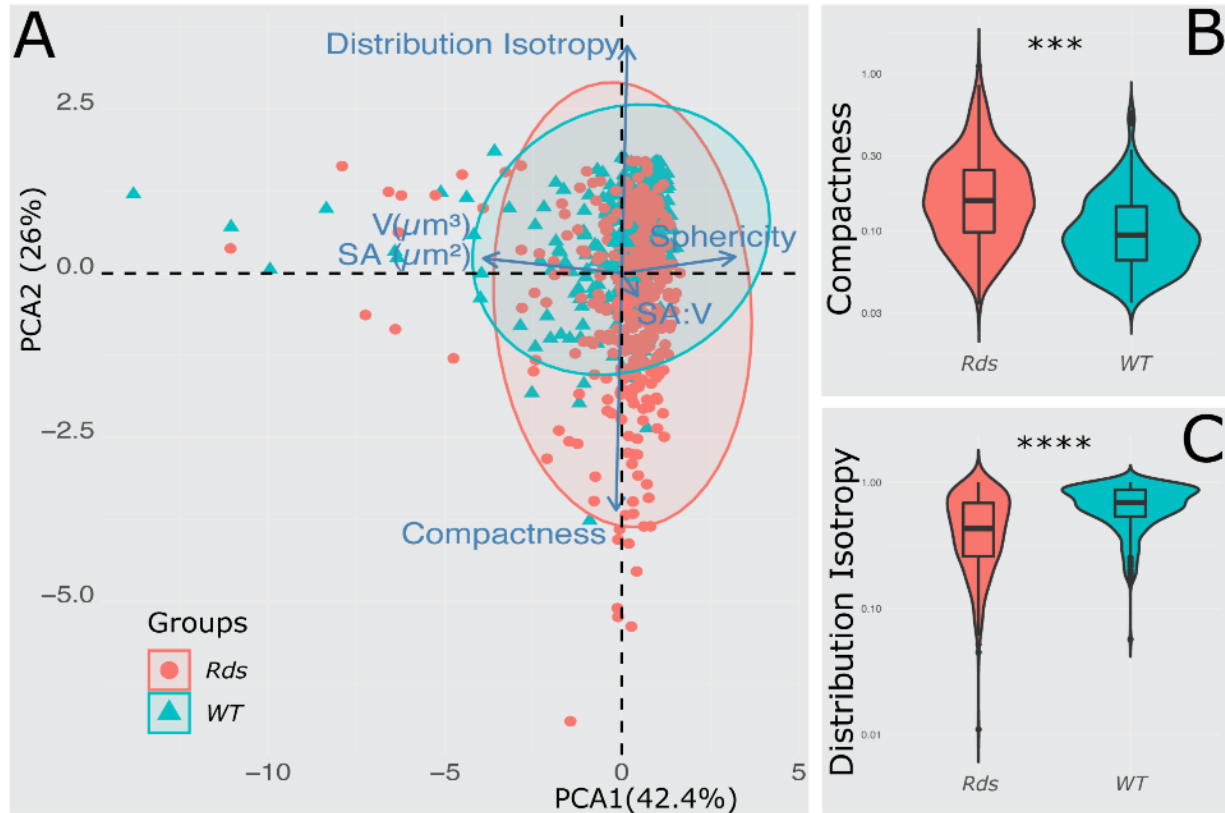 A
Distribution Isotropy
2.5
V(µm³)
SA (µm²)
Sphericity
0.0
SA:V
PCA2 (26%)
−2.5
Compactness
−5.0
Groups
Rds
WT
−10
−5
0
5
PCA1(42.4%)
B
***
1.00
0.30
0.10
0.03
Compactness
Rds
WT
C
****
1.00
0.10
0.01
Distribution Isotropy
Rds
WT